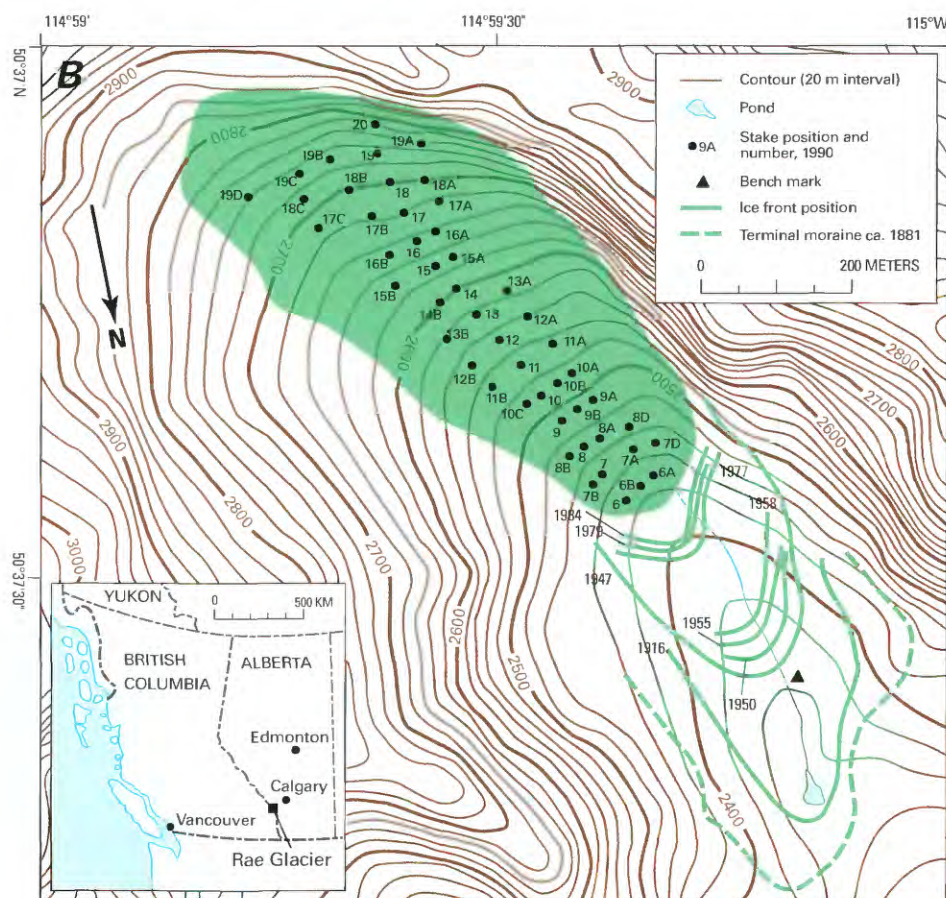 114°59' 114°59'30" 115°W
50°37'N
B
2900
2900
2800
Contour (20 m interval)
Pond
9A Stake position and
number, 1990
Bench mark
Ice front position
Terminal moraine ca. 1881
0 200 METERS
20
19A
19B 19
19C
18B 18 18A
19D 18C
17A
17C 17B 17
16A
16
16B 15 15A
15B
14 13A
14B 13 12A
13B 12 11A
12B 11
10A
11B 10B
10C 10 9A
9 9B
8A 8D
8 7D
8B 7A
7 6A
7B 6B
6
2700
2600
2500
N
2800
2700
2600
1977
1958
1984
1979
1947
1955
1916
1950
2800
2700
2600
2500
3000
2400
50°37'30"
YUKON
0 500 KM
BRITISH
COLUMBIA
ALBERTA
Edmonton
Calgary
Vancouver
Rae Glacier